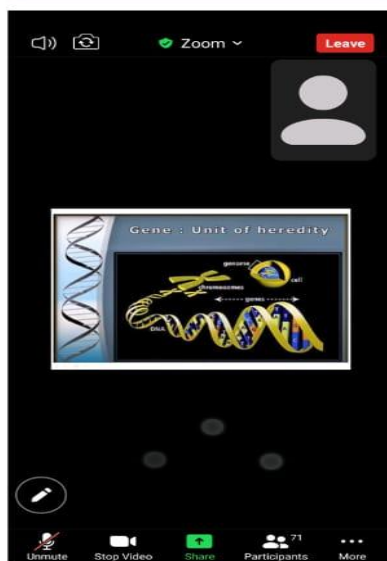 Zoom
Leave
Gene : Unit of heredity
genome
cell
chromosomes
genes
DNA
Unmute
Stop Video
Share
Participants
71
More